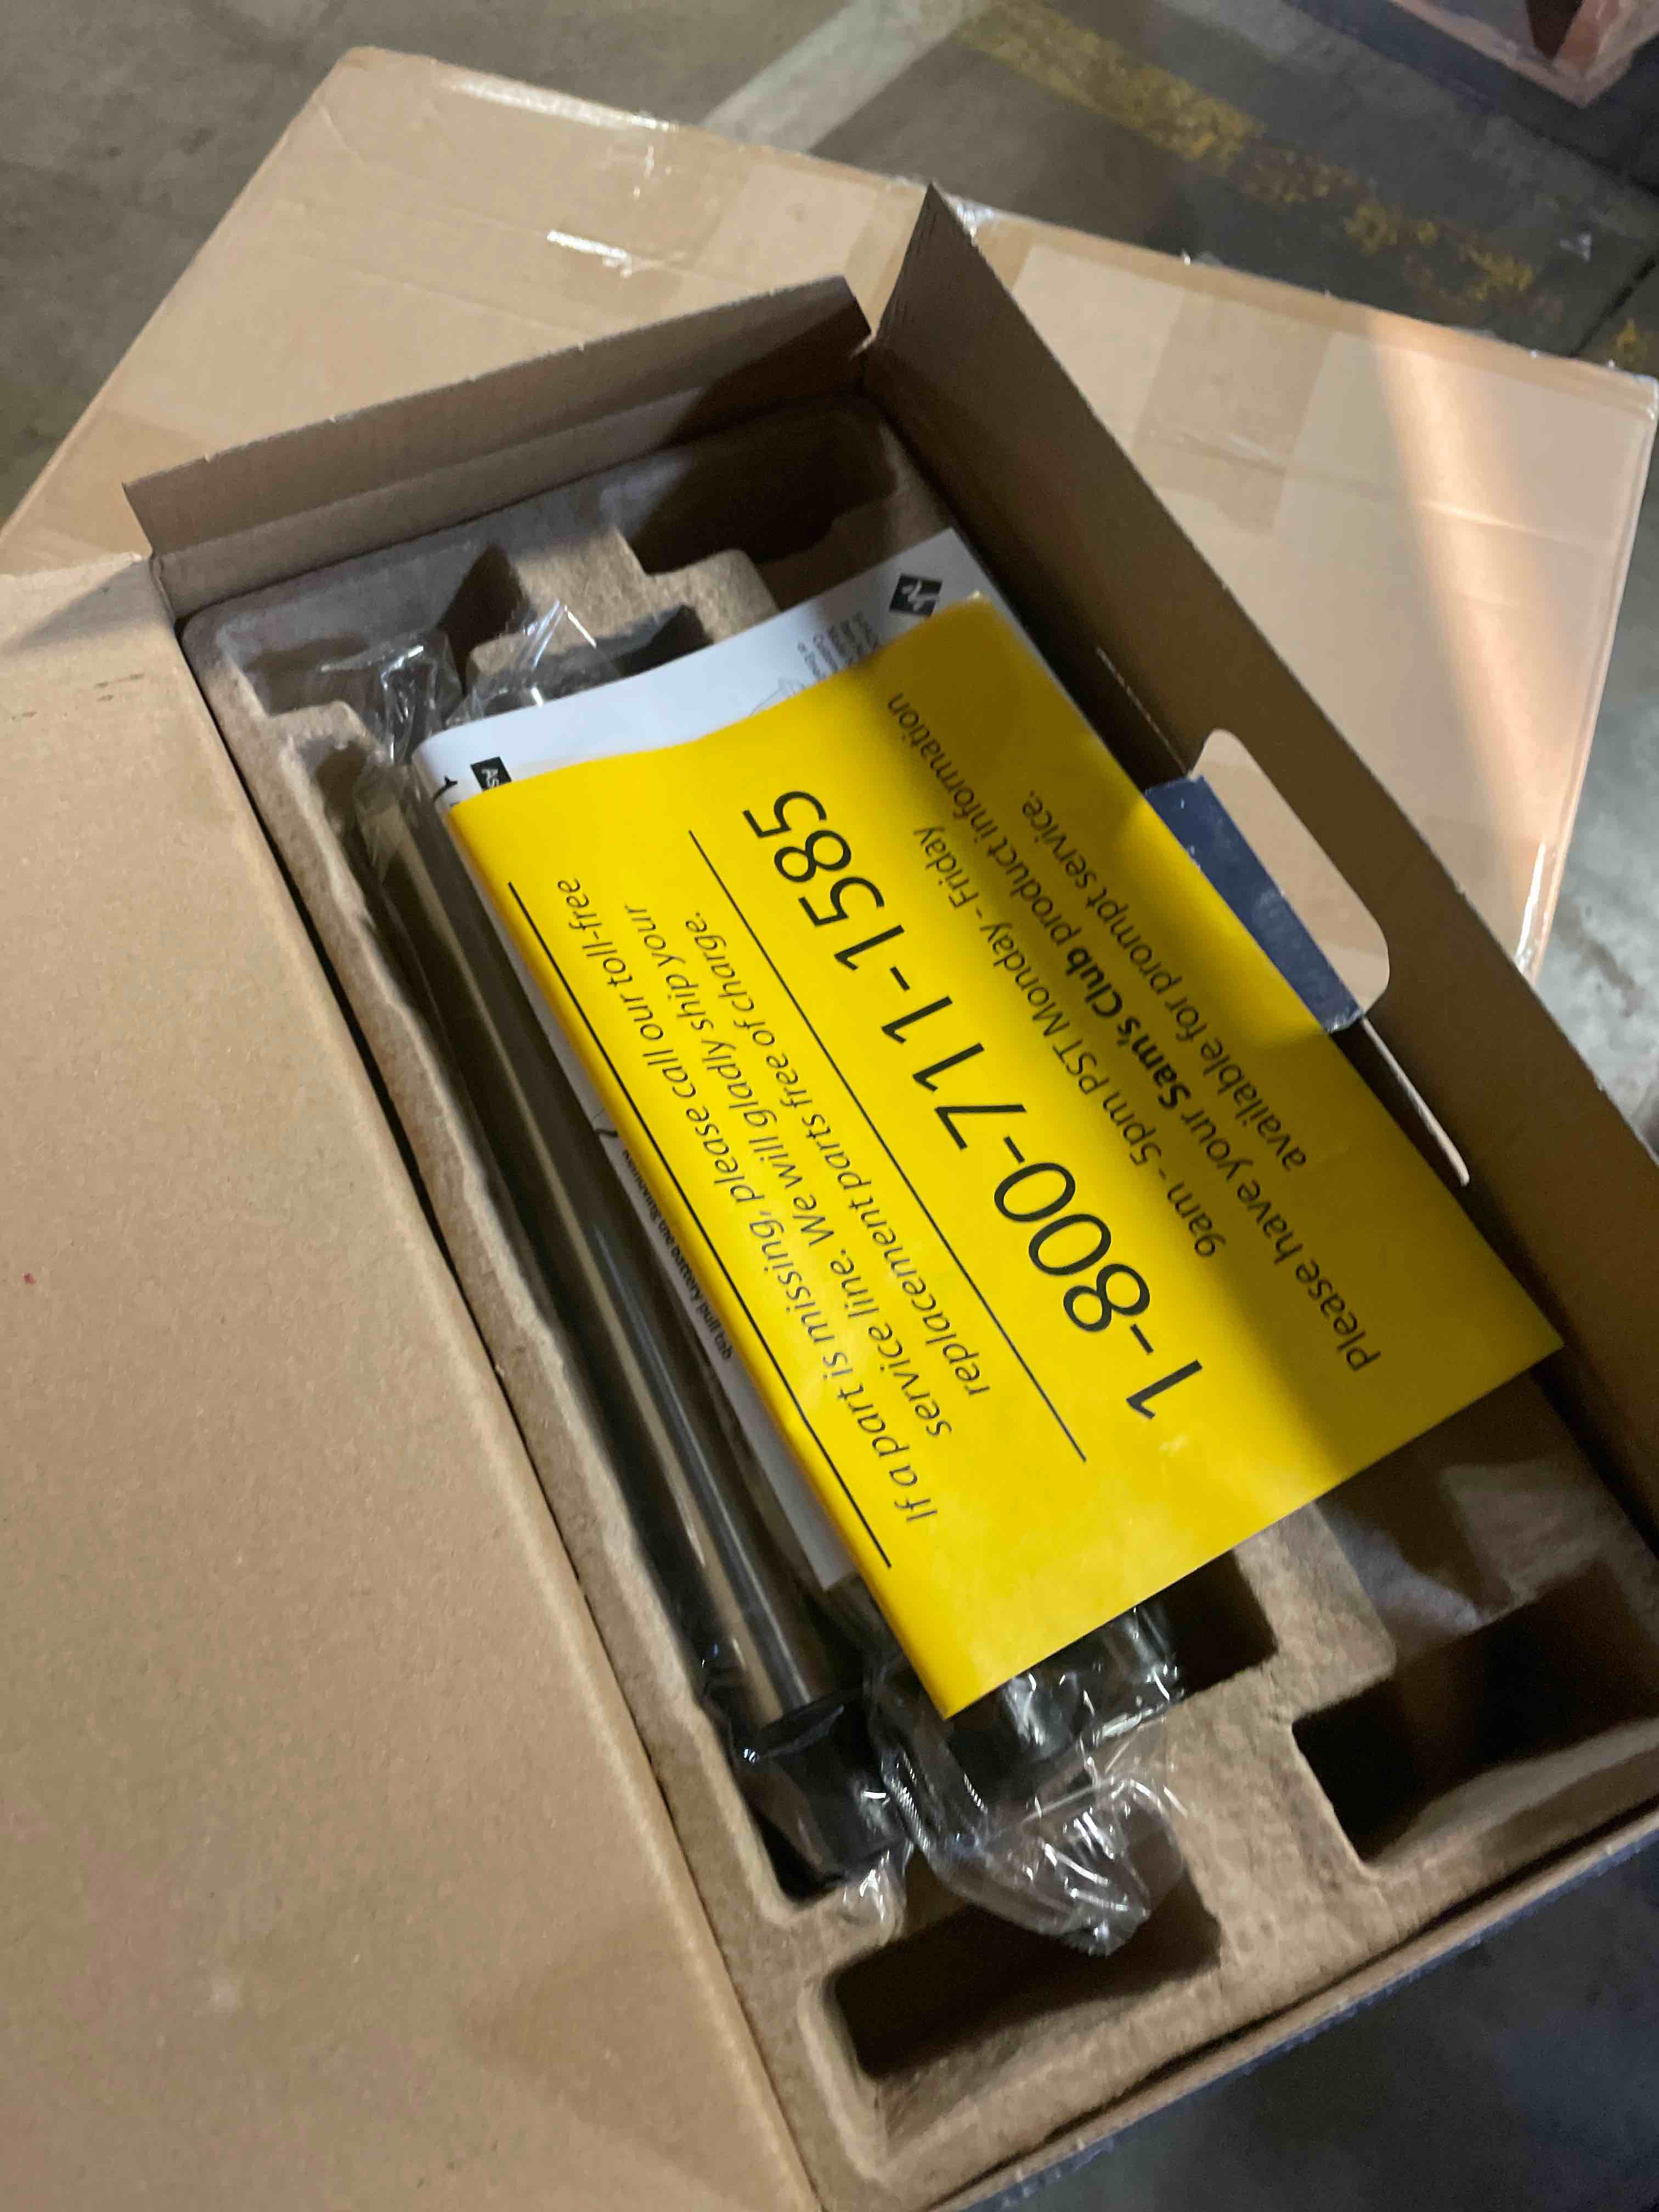 If a part is missing, please call our toll-free
service line. We will gladly ship your
replacement parts free of charge.
1-800-711-1585
9am - 5pm PST Monday - Friday
Please have your Sam's Club product information
available for prompt service.